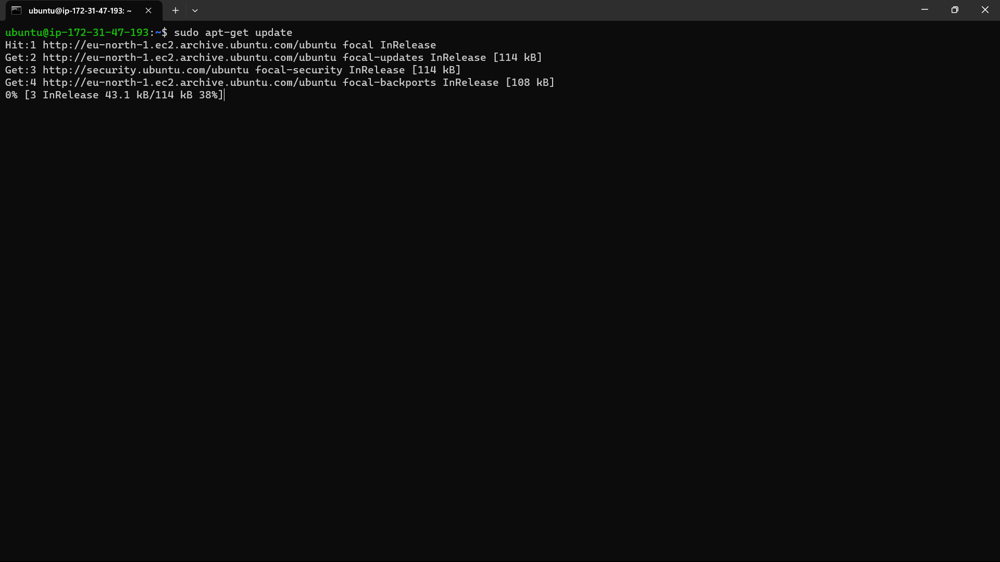 ubuntu@ip-172-31-47-193: ~
ubuntu@ip-172-31-47-193:~$ sudo apt-get update
Hit:1 http://eu-north-1.ec2.archive.ubuntu.com/ubuntu focal InRelease
Get:2 http://eu-north-1.ec2.archive.ubuntu.com/ubuntu focal-updates InRelease [114 kB]
Get:3 http://security.ubuntu.com/ubuntu focal-security InRelease [114 kB]
Get:4 http://eu-north-1.ec2.archive.ubuntu.com/ubuntu focal-backports InRelease [108 kB]
0% [3 InRelease 43.1 kB/114 kB 38%]